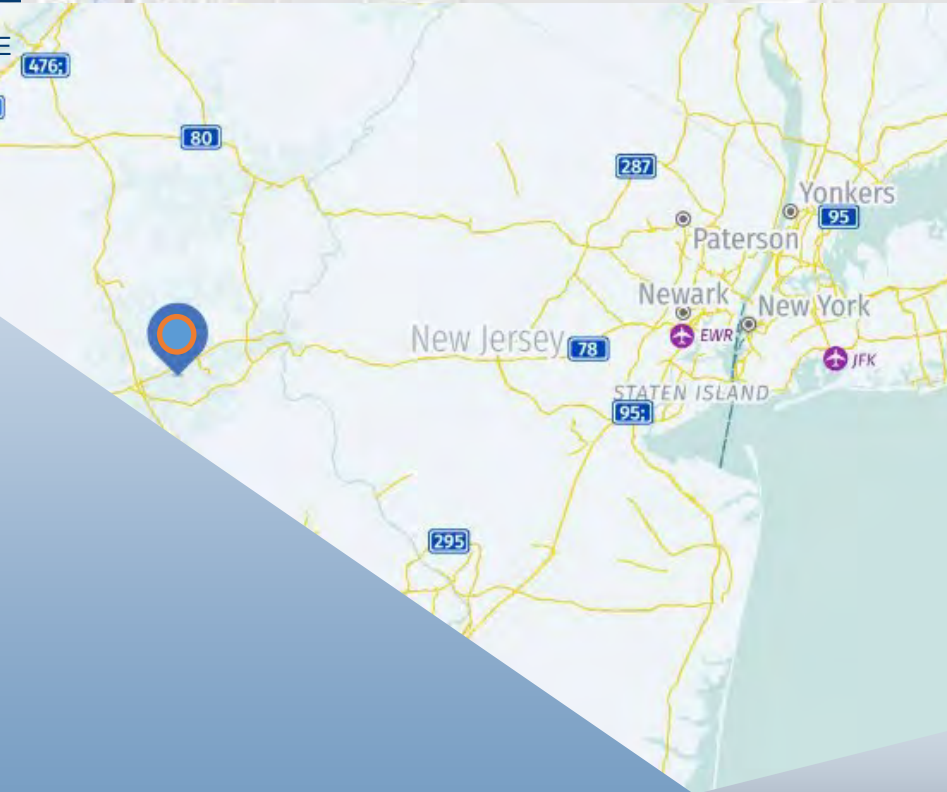 476;
80
287
Yonkers
95
Paterson
Newark
New York
EWR
New Jersey
78
JFK
STATEN ISLAND
95;
295